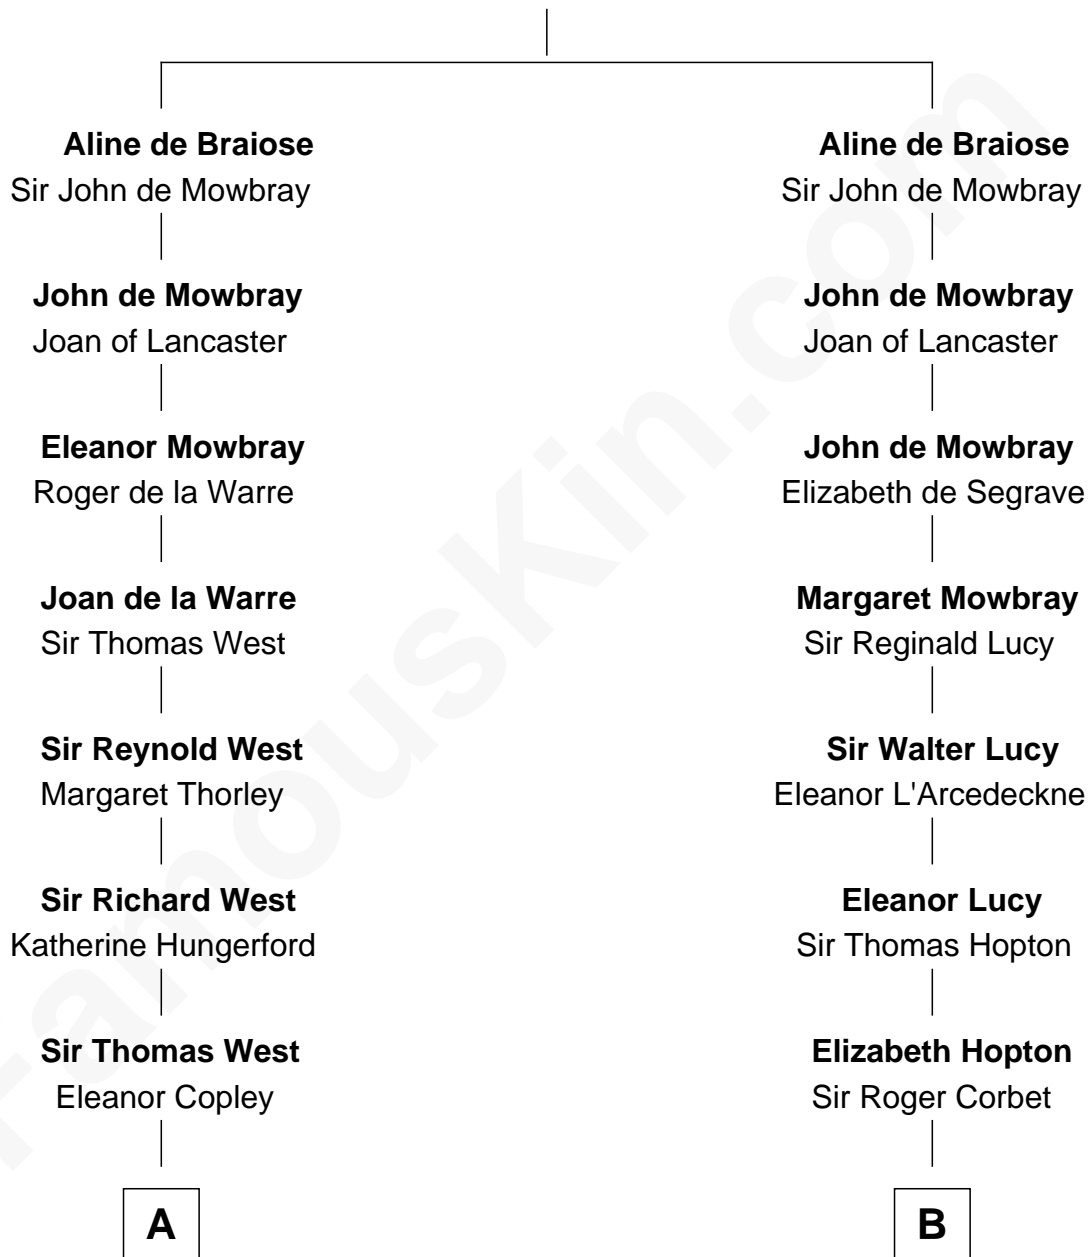 Aline de Braiose
Sir John de Mowbray
John de Mowbray
Joan of Lancaster
Eleanor Mowbray
Roger de la Warre
Joan de la Warre
Sir Thomas West
Sir Reynold West
Margaret Thorley
Sir Richard West
Katherine Hungerford
Sir Thomas West
Eleanor Copley
A
Aline de Braiose
Sir John de Mowbray
John de Mowbray
Joan of Lancaster
John de Mowbray
Elizabeth de Segrave
Margaret Mowbray
Sir Reginald Lucy
Sir Walter Lucy
Eleanor L'Arcedeckne
Eleanor Lucy
Sir Thomas Hopton
Elizabeth Hopton
Sir Roger Corbet
B
FamousKin.com